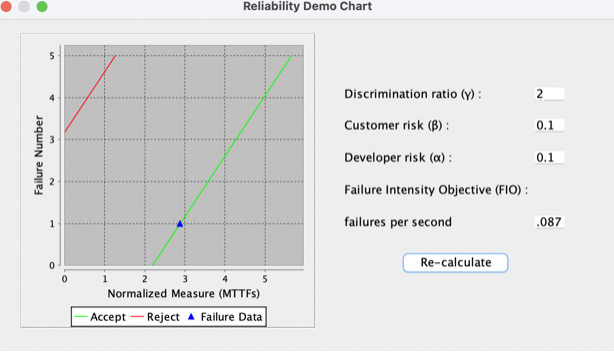 Reliability Demo Chart
5
4
3
2
1
0
Failure Number
0 1 2 3 4 5
Normalized Measure (MTTFs)
Accept Reject Failure Data
Discrimination ratio (γ) : 2
Customer risk (β) : 0.1
Developer risk (α) : 0.1
Failure Intensity Objective (FIO) :
failures per second .087
Re-calculate